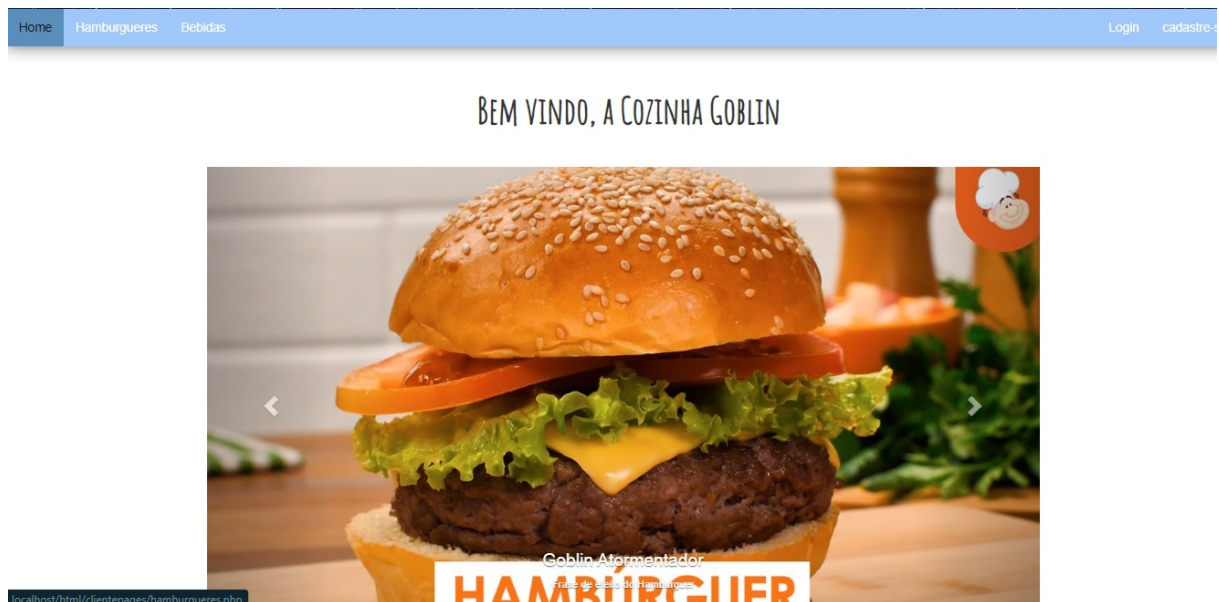 Home Hamburgueres Bebidas Login cadastre-s
Bem vindo, a Cozinha Goblin
Goblin Atormentador
Frase de efeito do Hamburguer
HAMBÚRGUER
localhost/html/clientepages/hamburgueres.php